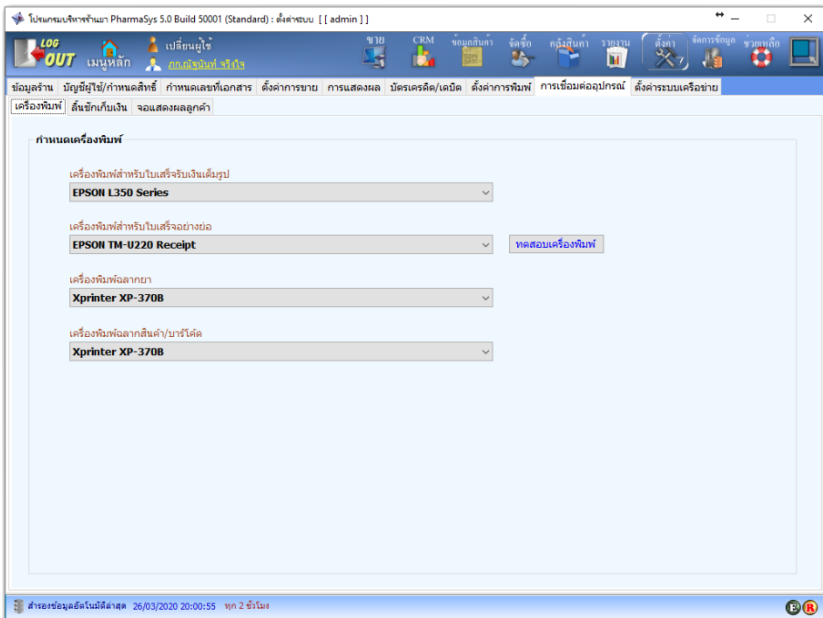 โปรแกรมบริหารร้านยา PharmaSys 5.0 Build 50001 (Standard) : ตั้งค่าระบบ [ [ admin ] ]
LOG OUT เมนูหลัก เปลี่ยนผู้ใช้ ขาย CRM ข้อมูลสินค้า จัดซื้อ คลังสินค้า รายงาน ตั้งค่า จัดการข้อมูล ช่วยเหลือ
ข้อมูลร้าน บัญชีผู้ใช้/กำหนดสิทธิ์ กำหนดเลขที่เอกสาร ตั้งค่าการขาย การแสดงผล บัตรเครดิต/เดบิต ตั้งค่าการพิมพ์ การเชื่อมต่ออุปกรณ์ ตั้งค่าระบบเครือข่าย
เครื่องพิมพ์ ลิ้นชักเก็บเงิน จอแสดงผลลูกค้า
กำหนดเครื่องพิมพ์
เครื่องพิมพ์สำหรับใบเสร็จรับเงินเต็มรูป
EPSON L350 Series
เครื่องพิมพ์สำหรับใบเสร็จอย่างย่อ
EPSON TM-U220 Receipt ทดสอบเครื่องพิมพ์
เครื่องพิมพ์ฉลากยา
Xprinter XP-370B
เครื่องพิมพ์ฉลากสินค้า/บาร์โค้ด
Xprinter XP-370B
สำรองข้อมูลอัตโนมัติล่าสุด 26/03/2020 20:00:55 ทุก 2 ชั่วโมง E R